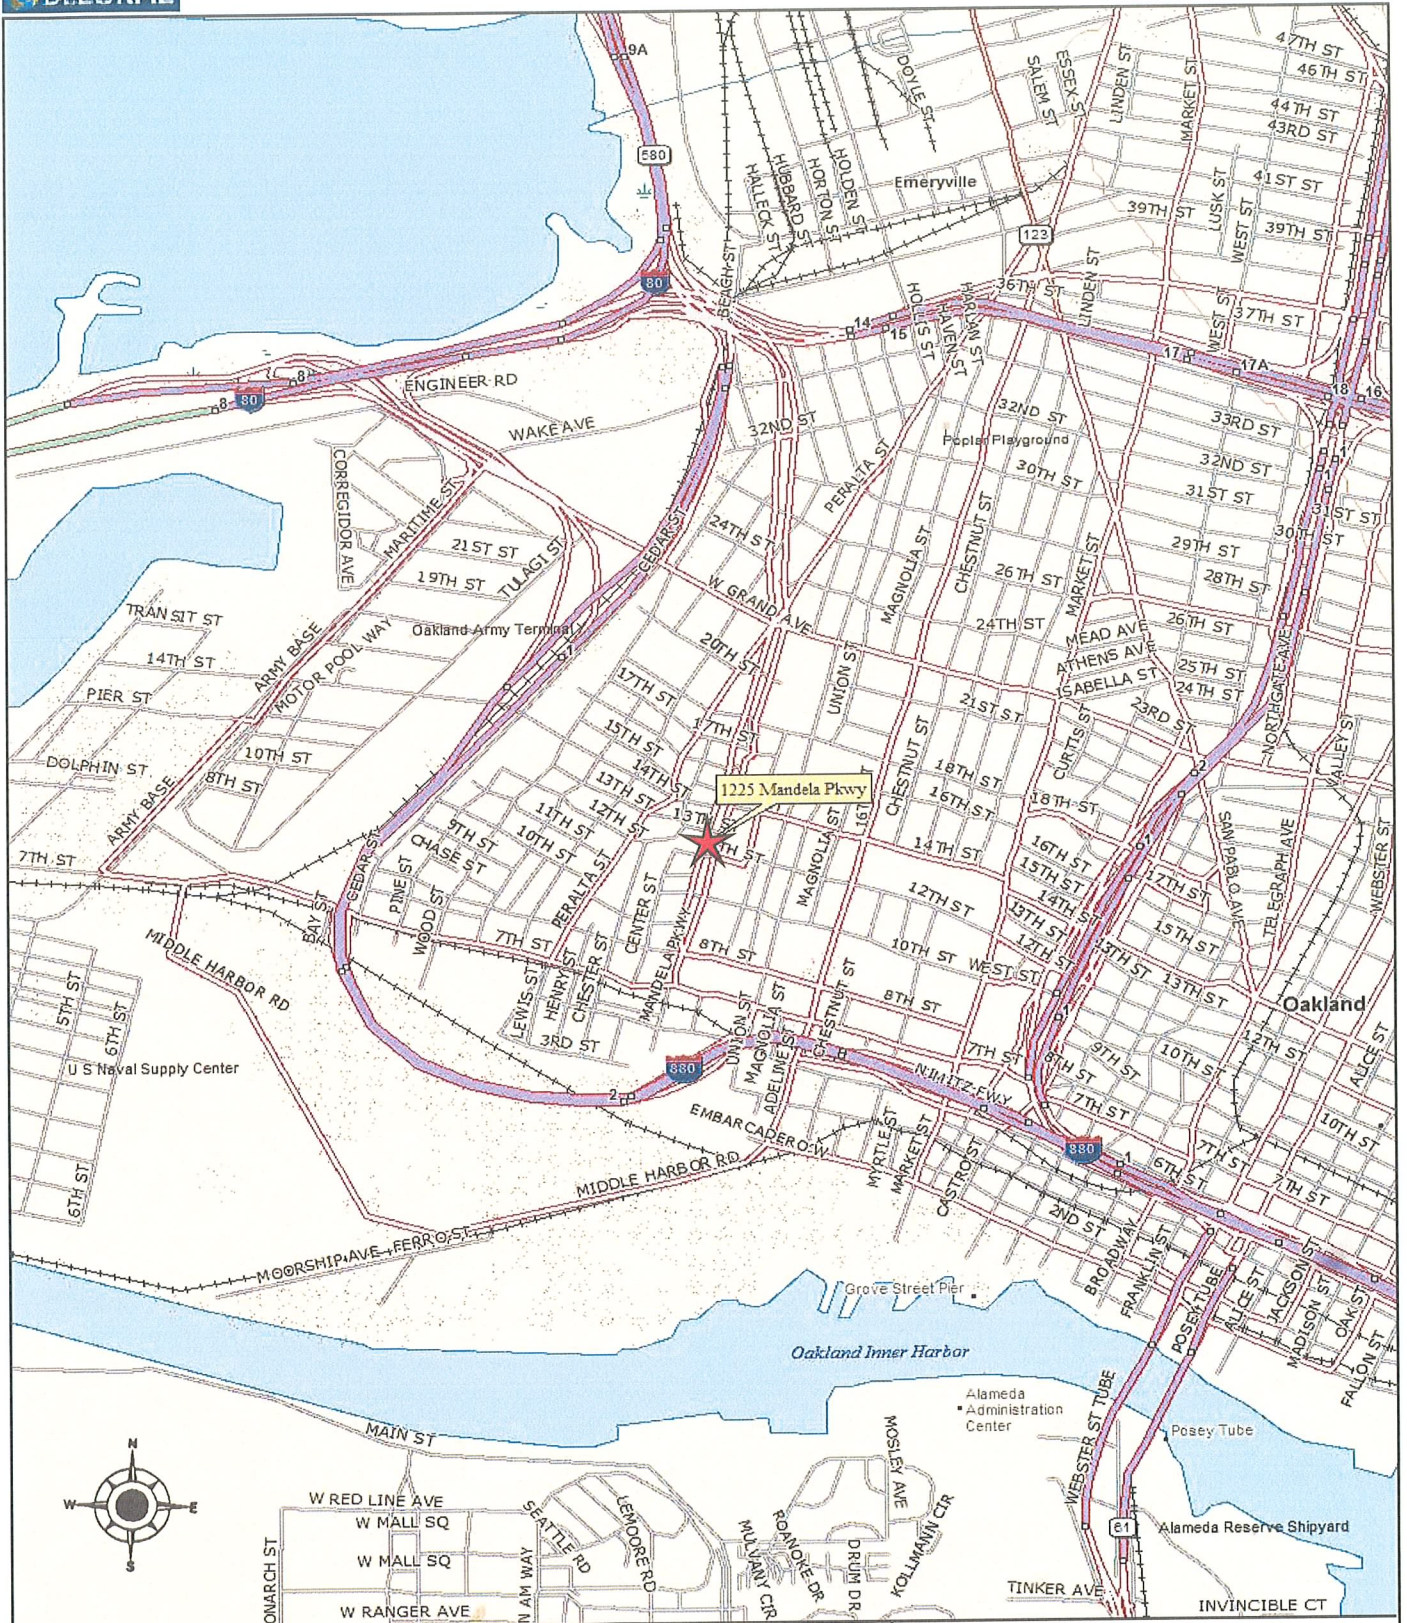 DELORME
9A
580
80
DOYLE ST
SALEM ST
ESSEX ST
LINDEN ST
MARKET ST
47TH ST
46TH ST
44TH ST
43RD ST
41ST ST
39TH ST
39TH ST
LUSK ST
WEST ST
Emeryville
HOLDEN ST
HORTON ST
HUBBARD ST
HALLECK ST
BEACH ST
123
36TH ST
LINDEN ST
WEST ST
37TH ST
HARLAN ST
HAVEN ST
HOLLIS ST
14
15
17
17A
18
16
8
8
80
ENGINEER RD
WAKE AVE
32ND ST
32ND ST
Poplar Playground
33RD ST
32ND ST
1
1
31ST ST
31ST ST
30TH ST
30TH ST
PERALTA ST
CORREGIDOR AVE
MARITIME ST
CEDAR ST
24TH ST
MAGNOLIA ST
CHESTNUT ST
MARKET ST
29TH ST
28TH ST
26TH ST
26TH ST
21ST ST
19TH ST
TULAGI ST
W GRAND AVE
24TH ST
MEAD AVE
ATHENS AVE
ISABELLA ST
25TH ST
24TH ST
TRANSIT ST
14TH ST
PIER ST
ARMY BASE
MOTOR POOL WAY
Oakland Army Terminal
1
20TH ST
UNION ST
21ST ST
23RD ST
NORTHGATE AVE
VALLEY ST
17TH ST
17TH ST
15TH ST
14TH ST
13TH ST
12TH ST
11TH ST
10TH ST
9TH ST
CHASE ST
10TH ST
8TH ST
DOLPHIN ST
ARMY BASE
1225 Mandela Pkwy
13TH
TH ST
CHESTNUT ST
CURTIS ST
18TH ST
16TH ST
18TH ST
2
1
16TH ST
15TH ST
14TH ST
13TH ST
12TH ST
17TH ST
15TH ST
13TH ST
13TH ST
SAN PABLO AVE
TELEGRAPH AVE
WEBSTER ST
14TH ST
12TH ST
10TH ST
WEST ST
MAGNOLIA ST
167
7TH ST
CEDAR ST
PINE ST
WOOD ST
BAY ST
PERALTA ST
CENTER ST
MANDELA PKWY
7TH ST
8TH ST
8TH ST
7TH ST
MIDDLE HARBOR RD
5TH ST
6TH ST
6TH ST
U S Naval Supply Center
LEWIS ST
HENRY ST
CHESTER ST
3RD ST
UNION ST
MAGNOLIA ST
ADELINE ST
CHESTNUT ST
1
Oakland
12TH ST
10TH ST
9TH ST
8TH ST
7TH ST
ALICE ST
10TH ST
7TH ST
7TH ST
6TH ST
880
NIMITZ FWY
880
1
2
EMBARCADERO W
MIDDLE HARBOR RD
MYRTLE ST
MARKET ST
CASTRO ST
2ND ST
BROADWAY
FRANKLIN ST
POSEY TUBE
ALICE ST
JACKSON ST
MADISON ST
OAK ST
FALLON ST
MOORSHIP AVE
FERRO ST
Grove Street Pier
Oakland Inner Harbor
Alameda
Administration
Center
WEBSTER ST TUBE
Posey Tube
MAIN ST
N
W
E
S
W RED LINE AVE
W MALL SQ
W MALL SQ
W RANGER AVE
ONARCH ST
N AM WAY
SEATTLE RD
LEMOORE RD
MULVANY CIR
ROANOKE DR
DRUM DR
MOSLEY AVE
KOLLMANN CIR
61
Alameda Reserve Shipyard
TINKER AVE
INVINCIBLE CT